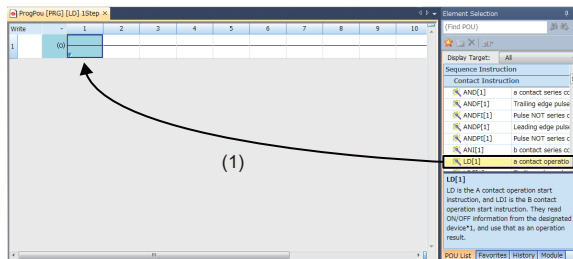 ProgPou [PRG] [LD] 1Step
Write 1 2 3 4 5 6 7 8 9 10
1 (0)
(1)
Element Selection
(Find POU)
Display Target: All
Sequence Instruction
Contact Instruction
AND[1] a contact series cc
ANDF[1] Trailing edge pulse
ANDFI[1] Pulse NOT series c
ANDP[1] Leading edge pulse
ANDPI[1] Pulse NOT series c
ANI[1] b contact series cc
LD[1] a contact operatio
LD[1]
LD is the A contact operation start
instruction, and LDI is the B contact
operation start instruction. They read
ON/OFF information from the designated
device*1, and use that as an operation
result.
POU List Favorites History Module